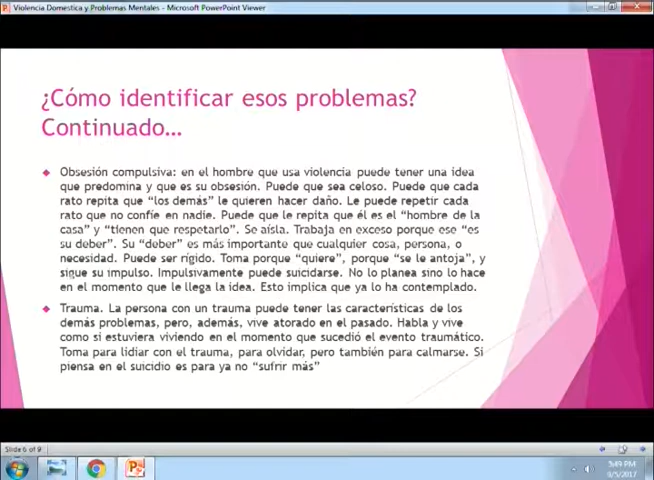 Violencia Domestica y Problemas Mentales - Microsoft PowerPoint Viewer
¿Cómo identificar esos problemas?
Continuado…
Obsesión compulsiva: en el hombre que usa violencia puede tener una idea
que predomina y que es su obsesión. Puede que sea celoso. Puede que cada
rato repita que “los demás” le quieren hacer daño. Le puede repetir cada
rato que no confíe en nadie. Puede que le repita que él es el “hombre de la
casa” y “tienen que respetarlo”. Se aísla. Trabaja en exceso porque ese “es
su deber”. Su “deber” es más importante que cualquier cosa, persona, o
necesidad. Puede ser rígido. Toma porque “quiere”, porque “se le antoja”, y
sigue su impulso. Impulsivamente puede suicidarse. No lo planea sino lo hace
en el momento que le llega la idea. Esto implica que ya lo ha contemplado.
Trauma. La persona con un trauma puede tener las características de los
demás problemas, pero, además, vive atorado en el pasado. Habla y vive
como si estuviera viviendo en el momento que sucedió el evento traumático.
Toma para lidiar con el trauma, para olvidar, pero también para calmarse. Si
piensa en el suicidio es para ya no “sufrir más”
Slide 6 of 9
5:49 PM
9/5/2017